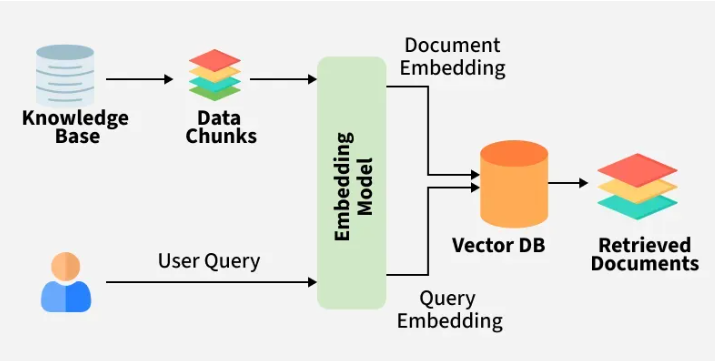 Document
Embedding
Knowledge
Base
Data
Chunks
Embedding
Model
User Query
Vector DB
Retrieved
Documents
Query
Embedding